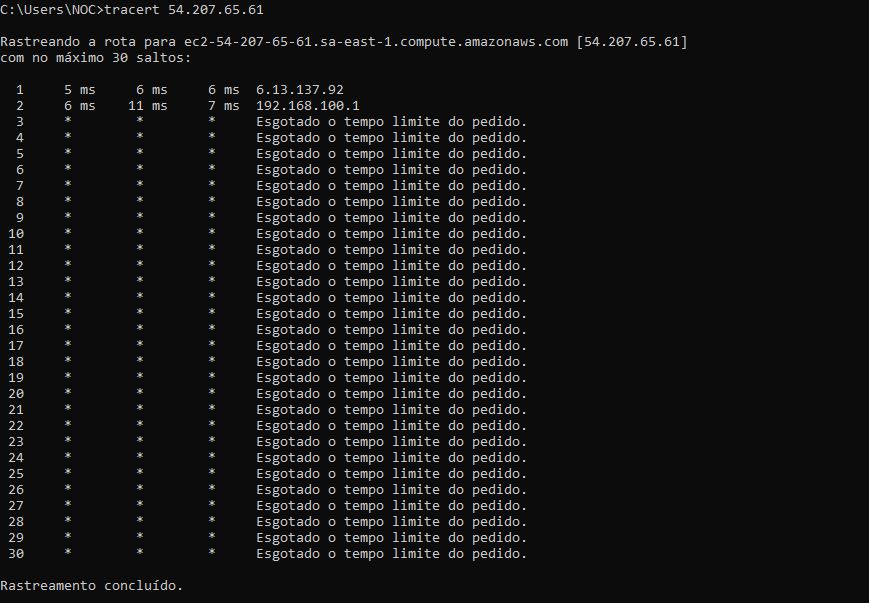 C:\Users\NOC>tracert 54.207.65.61
Rastreando a rota para ec2-54-207-65-61.sa-east-1.compute.amazonaws.com [54.207.65.61]
com no máximo 30 saltos:
1 5 ms 6 ms 6 ms 6.13.137.92
2 6 ms 11 ms 7 ms 192.168.100.1
3 * * * Esgotado o tempo limite do pedido.
4 * * * Esgotado o tempo limite do pedido.
5 * * * Esgotado o tempo limite do pedido.
6 * * * Esgotado o tempo limite do pedido.
7 * * * Esgotado o tempo limite do pedido.
8 * * * Esgotado o tempo limite do pedido.
9 * * * Esgotado o tempo limite do pedido.
10 * * * Esgotado o tempo limite do pedido.
11 * * * Esgotado o tempo limite do pedido.
12 * * * Esgotado o tempo limite do pedido.
13 * * * Esgotado o tempo limite do pedido.
14 * * * Esgotado o tempo limite do pedido.
15 * * * Esgotado o tempo limite do pedido.
16 * * * Esgotado o tempo limite do pedido.
17 * * * Esgotado o tempo limite do pedido.
18 * * * Esgotado o tempo limite do pedido.
19 * * * Esgotado o tempo limite do pedido.
20 * * * Esgotado o tempo limite do pedido.
21 * * * Esgotado o tempo limite do pedido.
22 * * * Esgotado o tempo limite do pedido.
23 * * * Esgotado o tempo limite do pedido.
24 * * * Esgotado o tempo limite do pedido.
25 * * * Esgotado o tempo limite do pedido.
26 * * * Esgotado o tempo limite do pedido.
27 * * * Esgotado o tempo limite do pedido.
28 * * * Esgotado o tempo limite do pedido.
29 * * * Esgotado o tempo limite do pedido.
30 * * * Esgotado o tempo limite do pedido.
Rastreamento concluído.